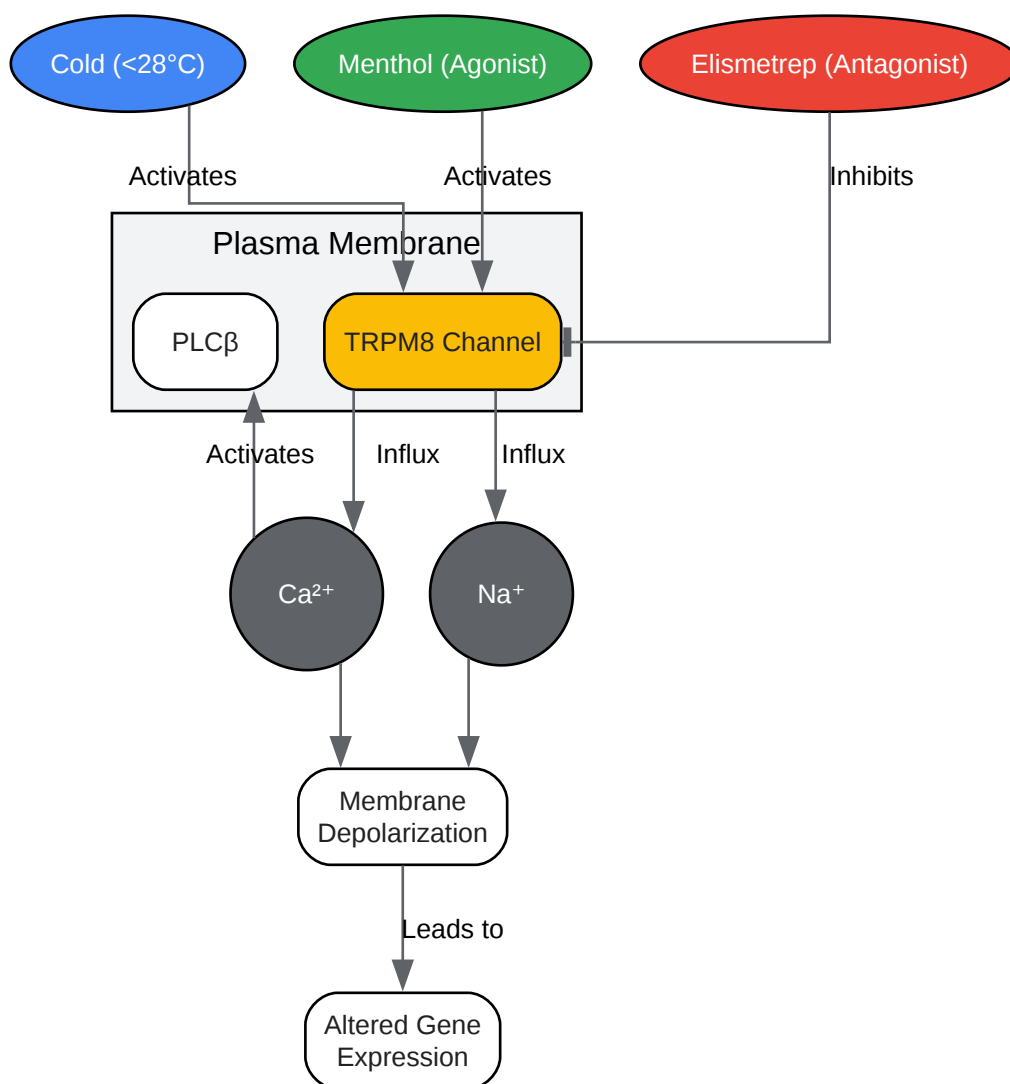 Cold (<28°C)
Menthol (Agonist)
Elismetrep (Antagonist)
Activates
Activates
Inhibits
Plasma Membrane
PLCβ
TRPM8 Channel
Activates
Influx
Influx
Ca²⁺
Na⁺
Membrane
Depolarization
Leads to
Altered Gene
Expression